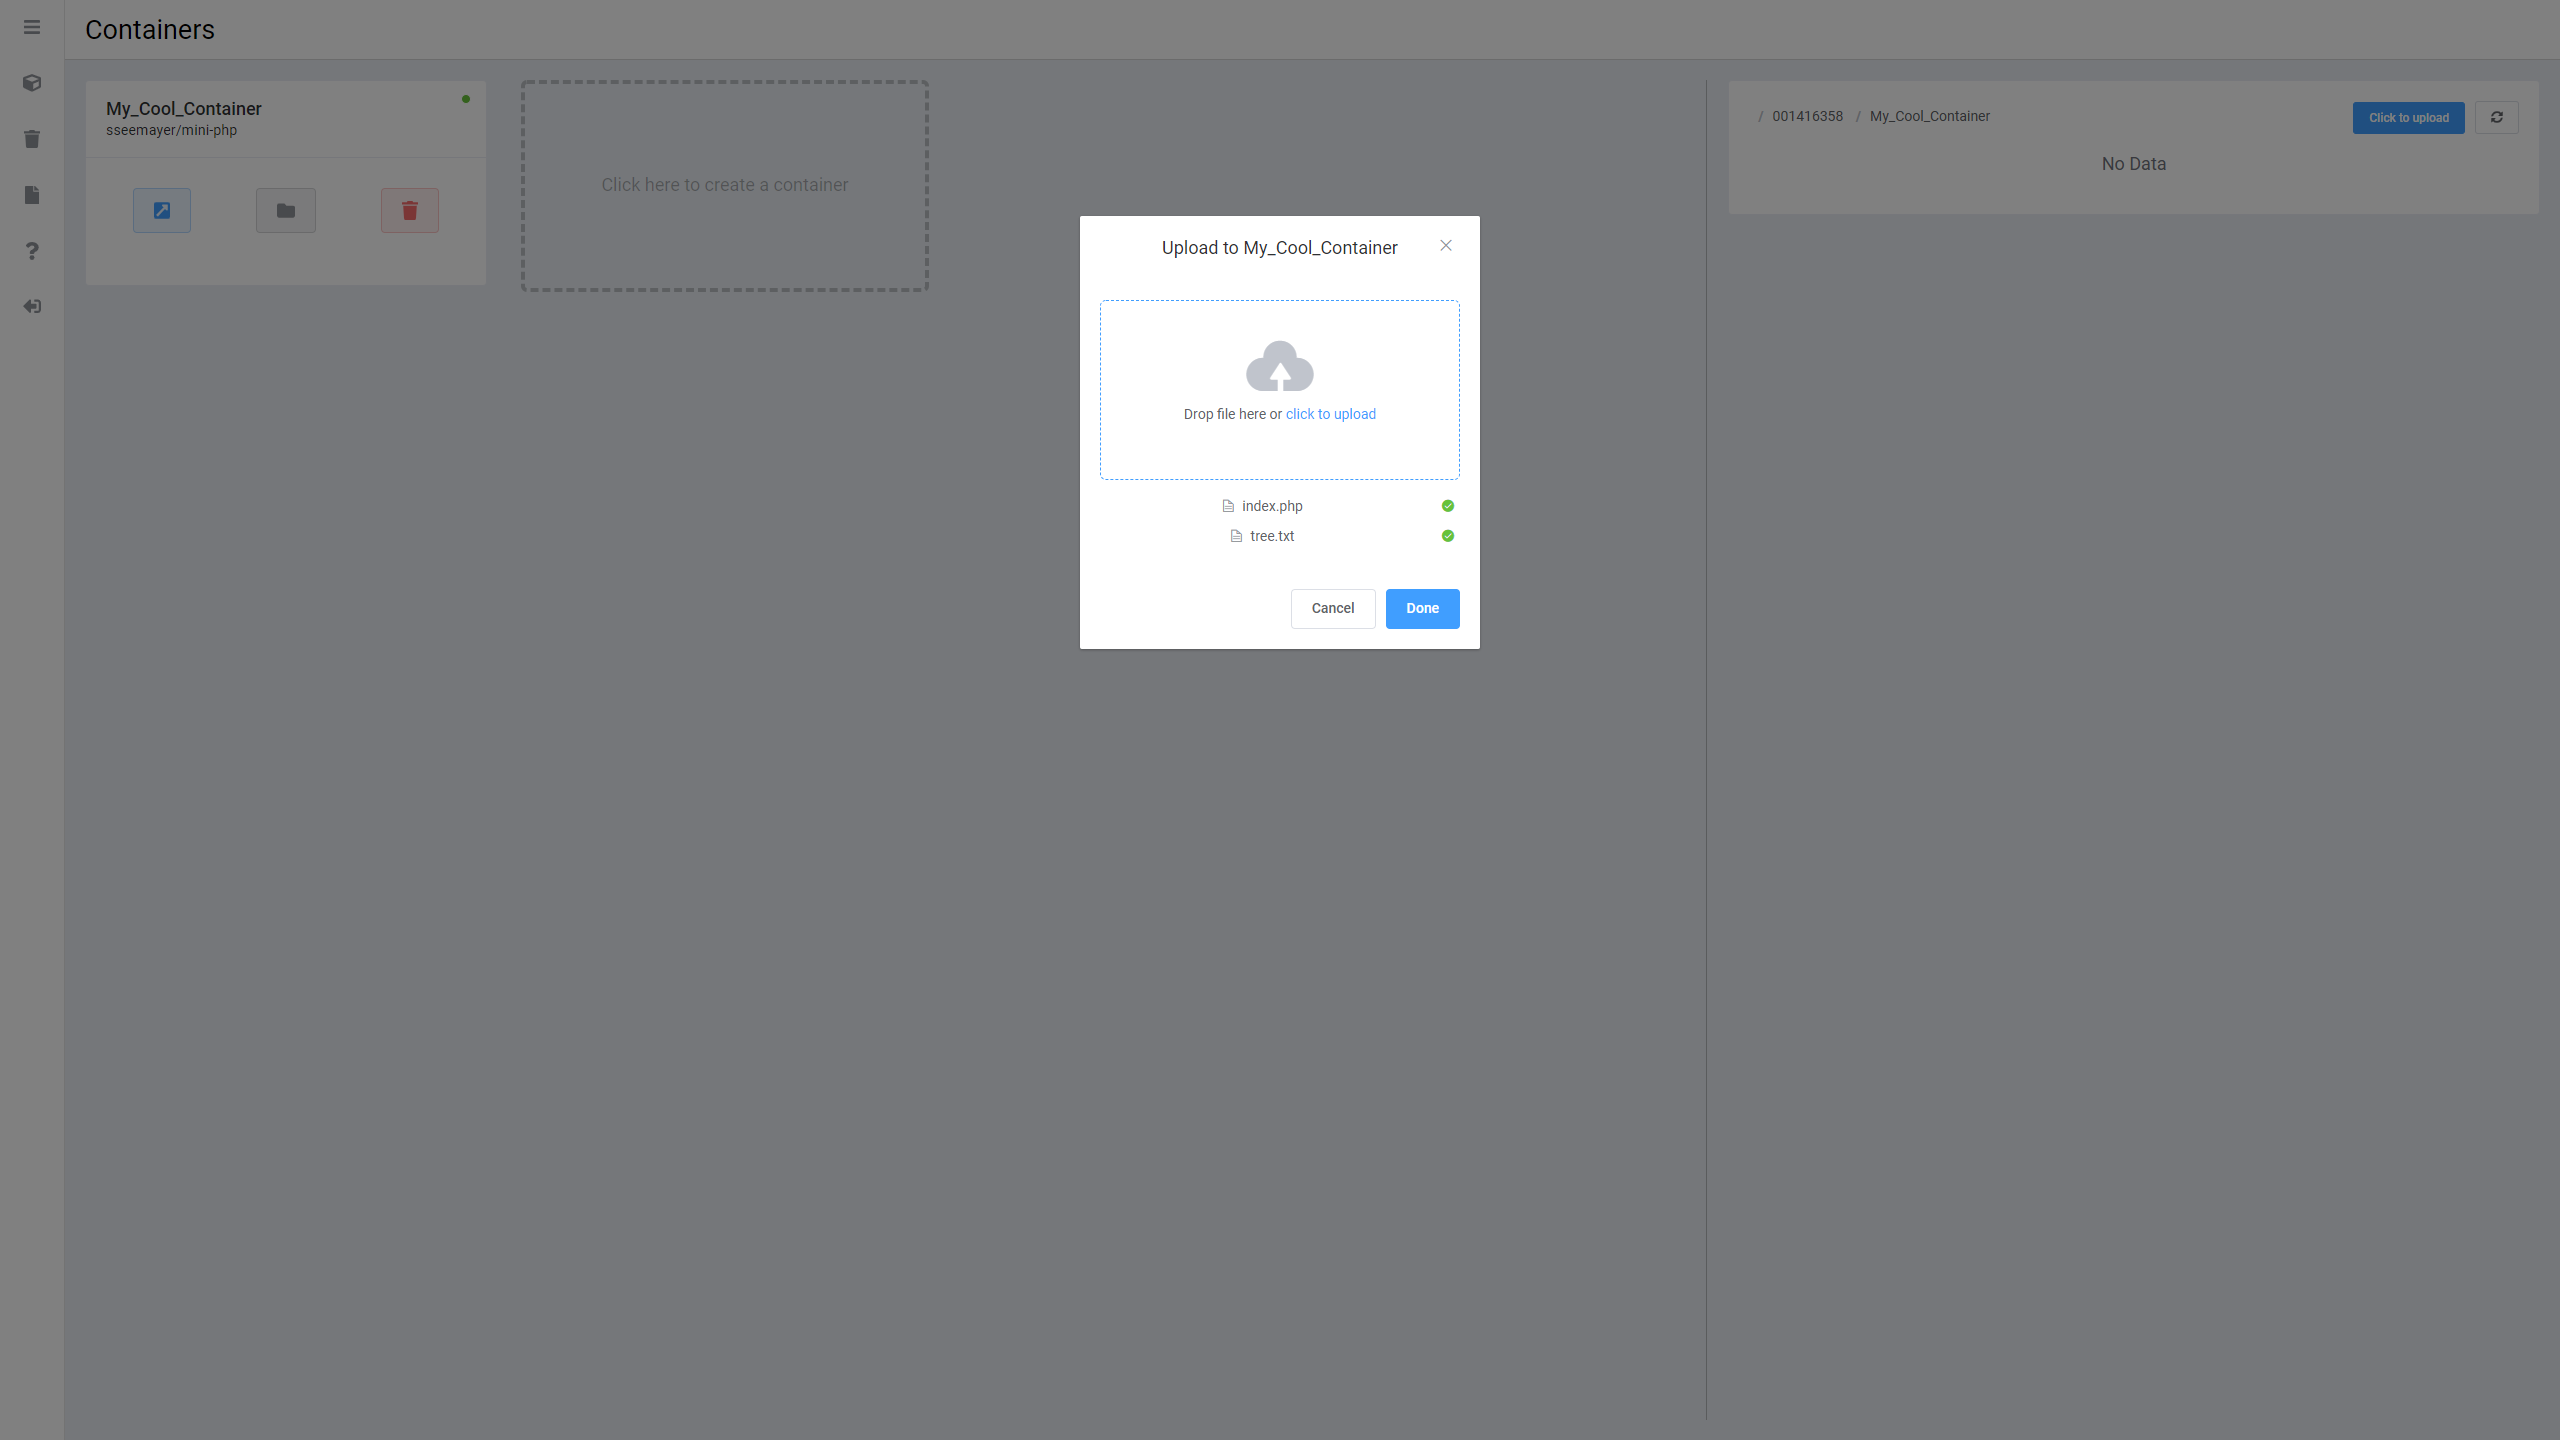 Containers
My_Cool_Container
sseemayer/mini-php
Click here to create a container
/ 001416358 / My_Cool_Container
Click to upload
No Data
Upload to My_Cool_Container
Drop file here or click to upload
index.php
tree.txt
Cancel
Done